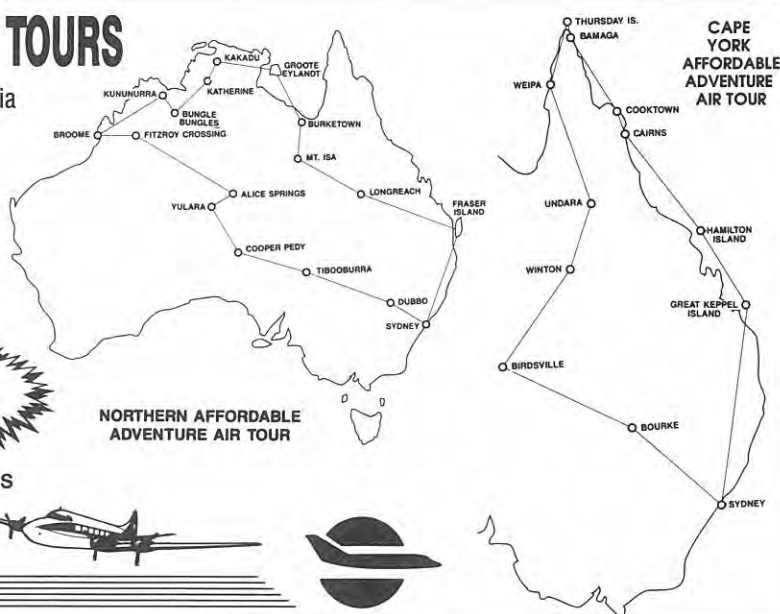 TOURS
ia
KAKADU
GROOTE
EYLANDT
KUNUNURRA
KATHERINE
BUNGLE
BUNGLES
BURKETOWN
BROOME
FITZROY CROSSING
MT. ISA
ALICE SPRINGS
LONGREACH
YULARA
FRASER
ISLAND
COOPER PEDY
TIBOOBURRA
DUBBO
SYDNEY
NORTHERN AFFORDABLE
ADVENTURE AIR TOUR
s
CAPE
YORK
AFFORDABLE
ADVENTURE
AIR TOUR
THURSDAY IS.
BAMAGA
WEIPA
COOKTOWN
CAIRNS
UNDARA
HAMILTON
ISLAND
WINTON
GREAT KEPPEL
ISLAND
BIRDSVILLE
BOURKE
SYDNEY